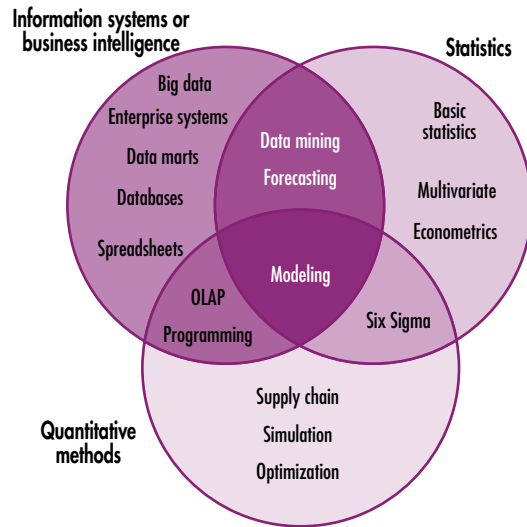 Information systems or
business intelligence
Statistics
Big data
Enterprise systems
Data marts
Databases
Spreadsheets
Data mining
Forecasting
Basic
statistics
Multivariate
Econometrics
Modeling
OLAP
Programming
Six Sigma
Quantitative
methods
Supply chain
Simulation
Optimization